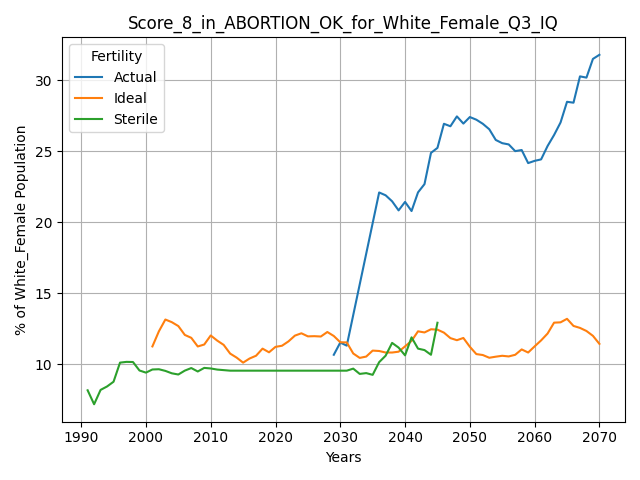 Score_8_in_ABORTION_OK_for_White_Female_Q3_IQ
Fertility
Actual
Ideal
Sterile
% of White_Female Population
30
25
20
15
10
1990 2000 2010 2020 2030 2040 2050 2060 2070
Years